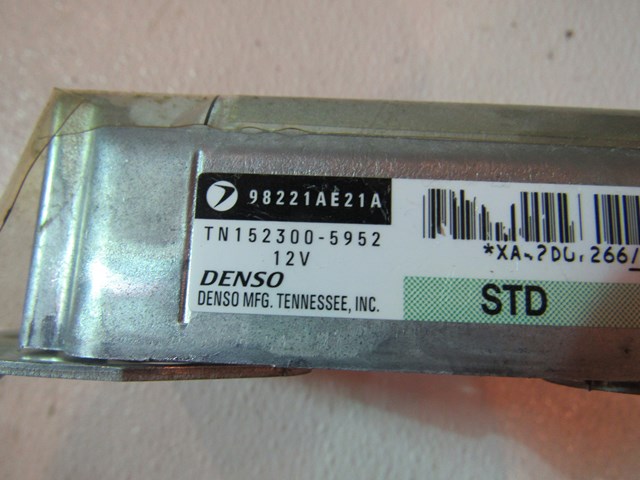 98221AE21A
TN152300-5952
12V
DENSO
DENSO MFG. TENNESSEE, INC.
STD